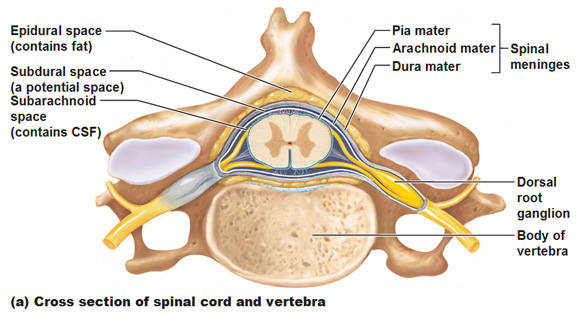 Epidural space
(contains fat)
Subdural space
(a potential space)
Subarachnoid
space
(contains CSF)
Pia mater
Arachnoid mater
Dura mater
Spinal
meninges
Dorsal
root
ganglion
Body of
vertebra
(a) Cross section of spinal cord and vertebra